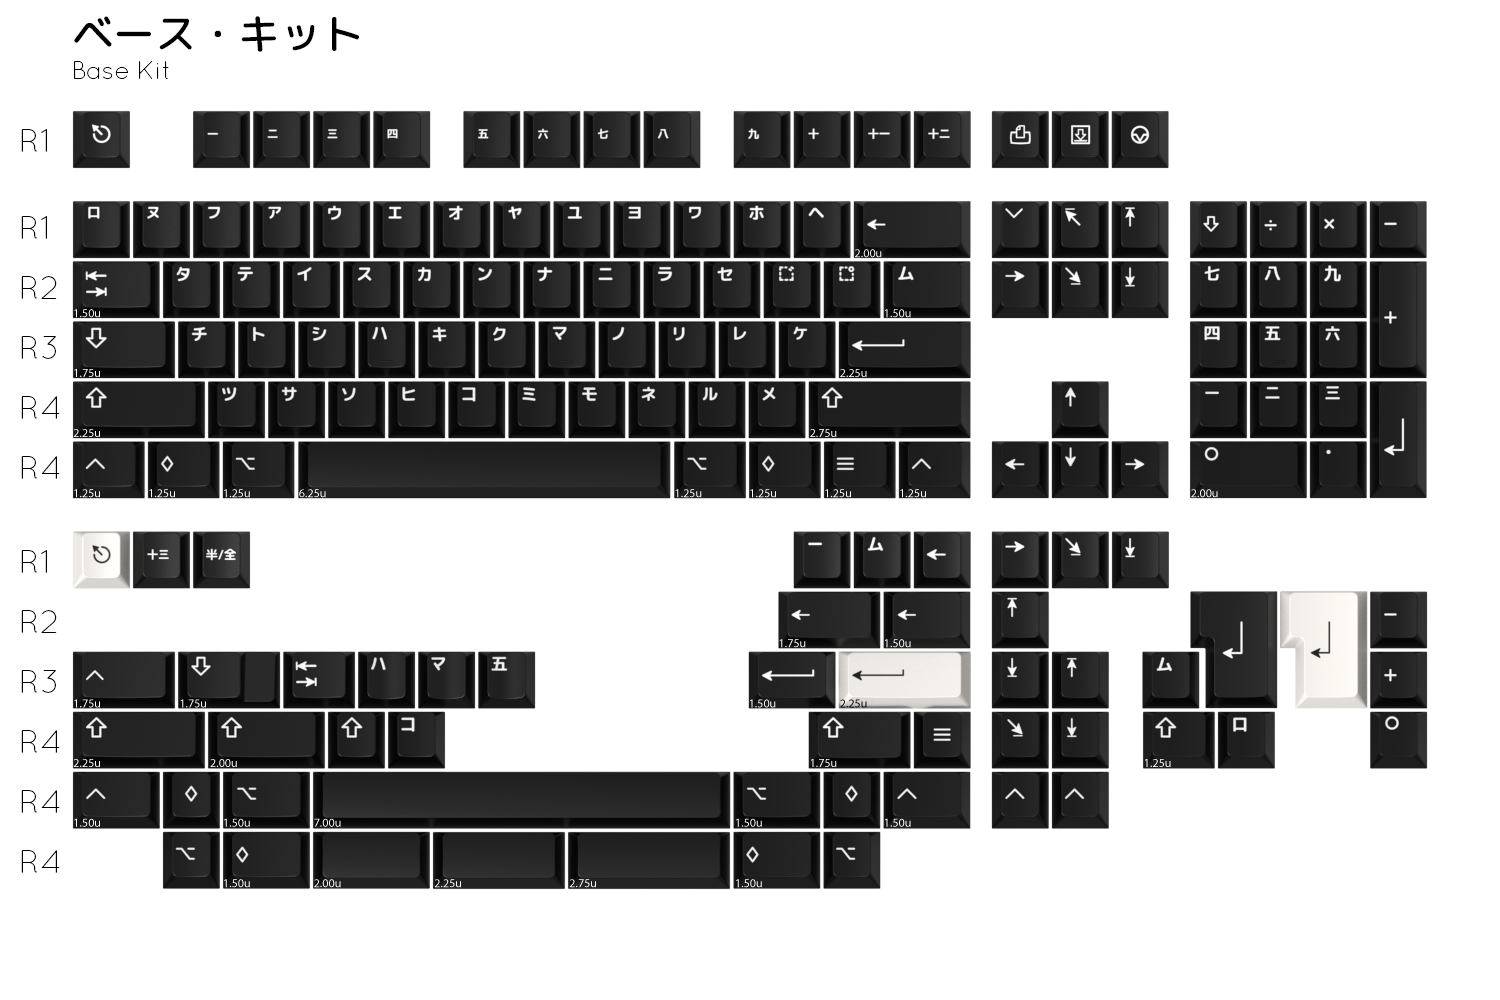 ベース・キット
Base Kit
R1 一 二 三 四 五 六 七 八 九 十 十一 十二
R1 ロ ヌ フ ア ウ エ オ ヤ ユ ヨ ワ ホ へ ← 2.00u ÷ × −
R2 1.50u タ テ イ ス カ ン ナ ニ ラ セ ム 1.50u → 七 八 九 +
R3 1.75u チ ト シ ハ キ ク マ ノ リ レ ケ 2.25u 四 五 六
R4 2.25u ツ サ ソ ヒ コ ミ モ ネ ル メ 2.75u ↑ 一 二 三
R4 1.25u 1.25u 1.25u 6.25u 1.25u 1.25u 1.25u 1.25u ← ↓ → 2.00u
R1 十三 半/全 ー ム ← →
R2 1.75u ← 1.50u ← −
R3 1.75u 1.75u ハ マ 五 1.50u 2.25u ム +
R4 2.25u 2.00u コ 1.75u 1.25u ロ
R4 1.50u 1.50u 7.00u 1.50u 1.50u
R4 1.50u 2.00u 2.25u 2.75u 1.50u